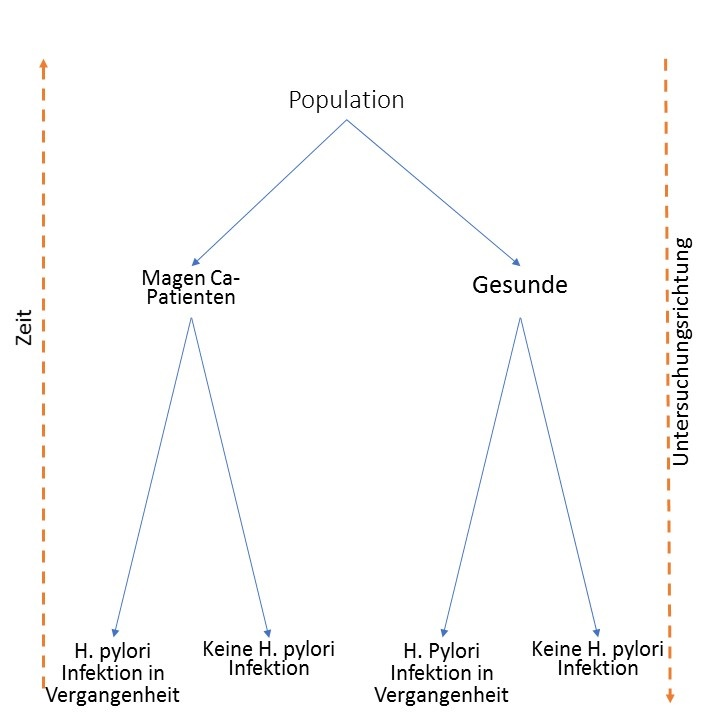 Population
Magen Ca-
Patienten
Gesunde
Zeit
Untersuchungsrichtung
H. pylori
Infektion in
Vergangenheit
Keine H. pylori
Infektion
H. Pylori
Infektion in
Vergangenheit
Keine H. pylori
Infektion